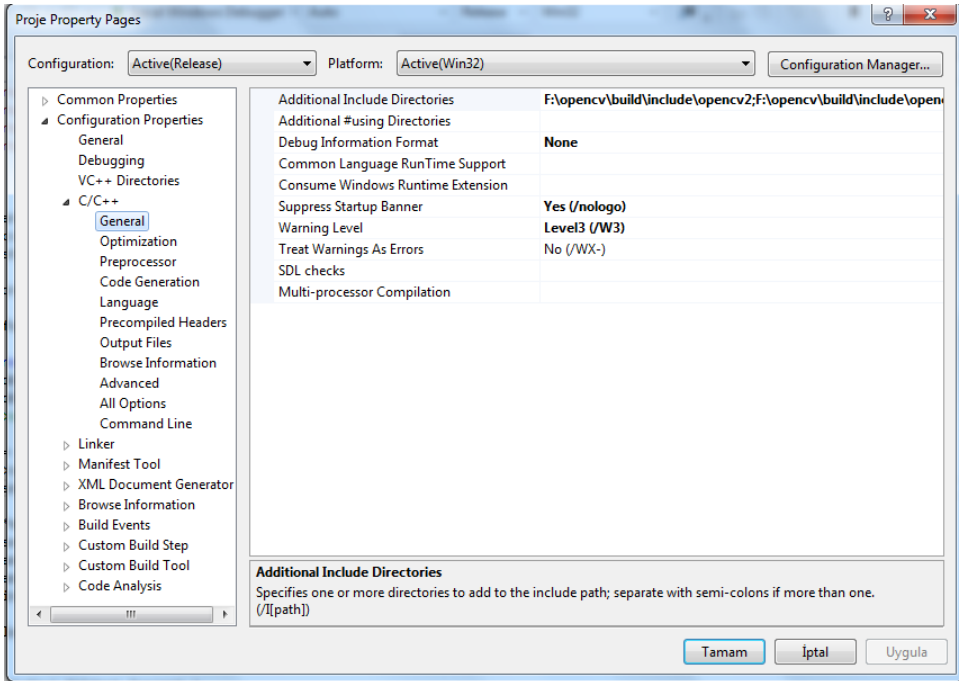 Proje Property Pages
Configuration: Active(Release) Platform: Active(Win32) Configuration Manager...
Common Properties
Configuration Properties
General
Debugging
VC++ Directories
C/C++
General
Optimization
Preprocessor
Code Generation
Language
Precompiled Headers
Output Files
Browse Information
Advanced
All Options
Command Line
Linker
Manifest Tool
XML Document Generator
Browse Information
Build Events
Custom Build Step
Custom Build Tool
Code Analysis
Additional Include Directories F:\opencv\build\include\opencv2;F:\opencv\build\include\openc
Additional #using Directories
Debug Information Format None
Common Language RunTime Support
Consume Windows Runtime Extension
Suppress Startup Banner Yes (/nologo)
Warning Level Level3 (/W3)
Treat Warnings As Errors No (/WX-)
SDL checks
Multi-processor Compilation
Additional Include Directories
Specifies one or more directories to add to the include path; separate with semi-colons if more than one.
(/I[path])
Tamam İptal Uygula